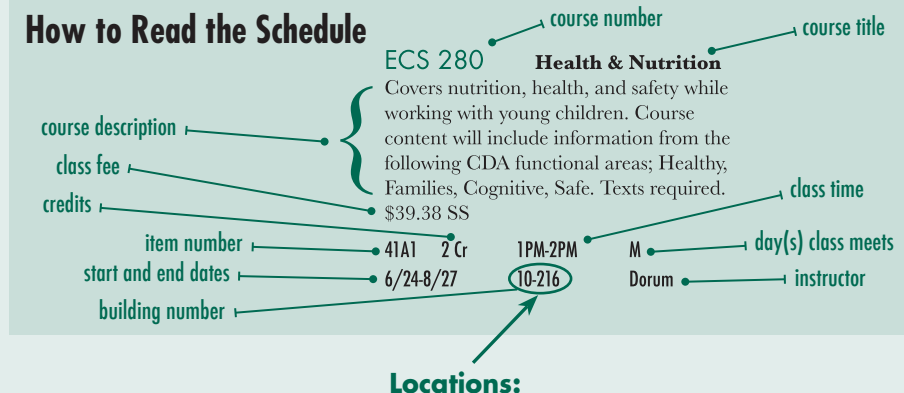 How to Read the Schedule
course number
course title
ECS 280 Health & Nutrition
Covers nutrition, health, and safety while
working with young children. Course
content will include information from the
following CDA functional areas; Healthy,
Families, Cognitive, Safe. Texts required.
$39.38 SS
course description
class fee
credits
item number
start and end dates
building number
41A1 2 Cr 1PM-2PM M
6/24-8/27 10-216 Dorum
class time
day(s) class meets
instructor
Locations: